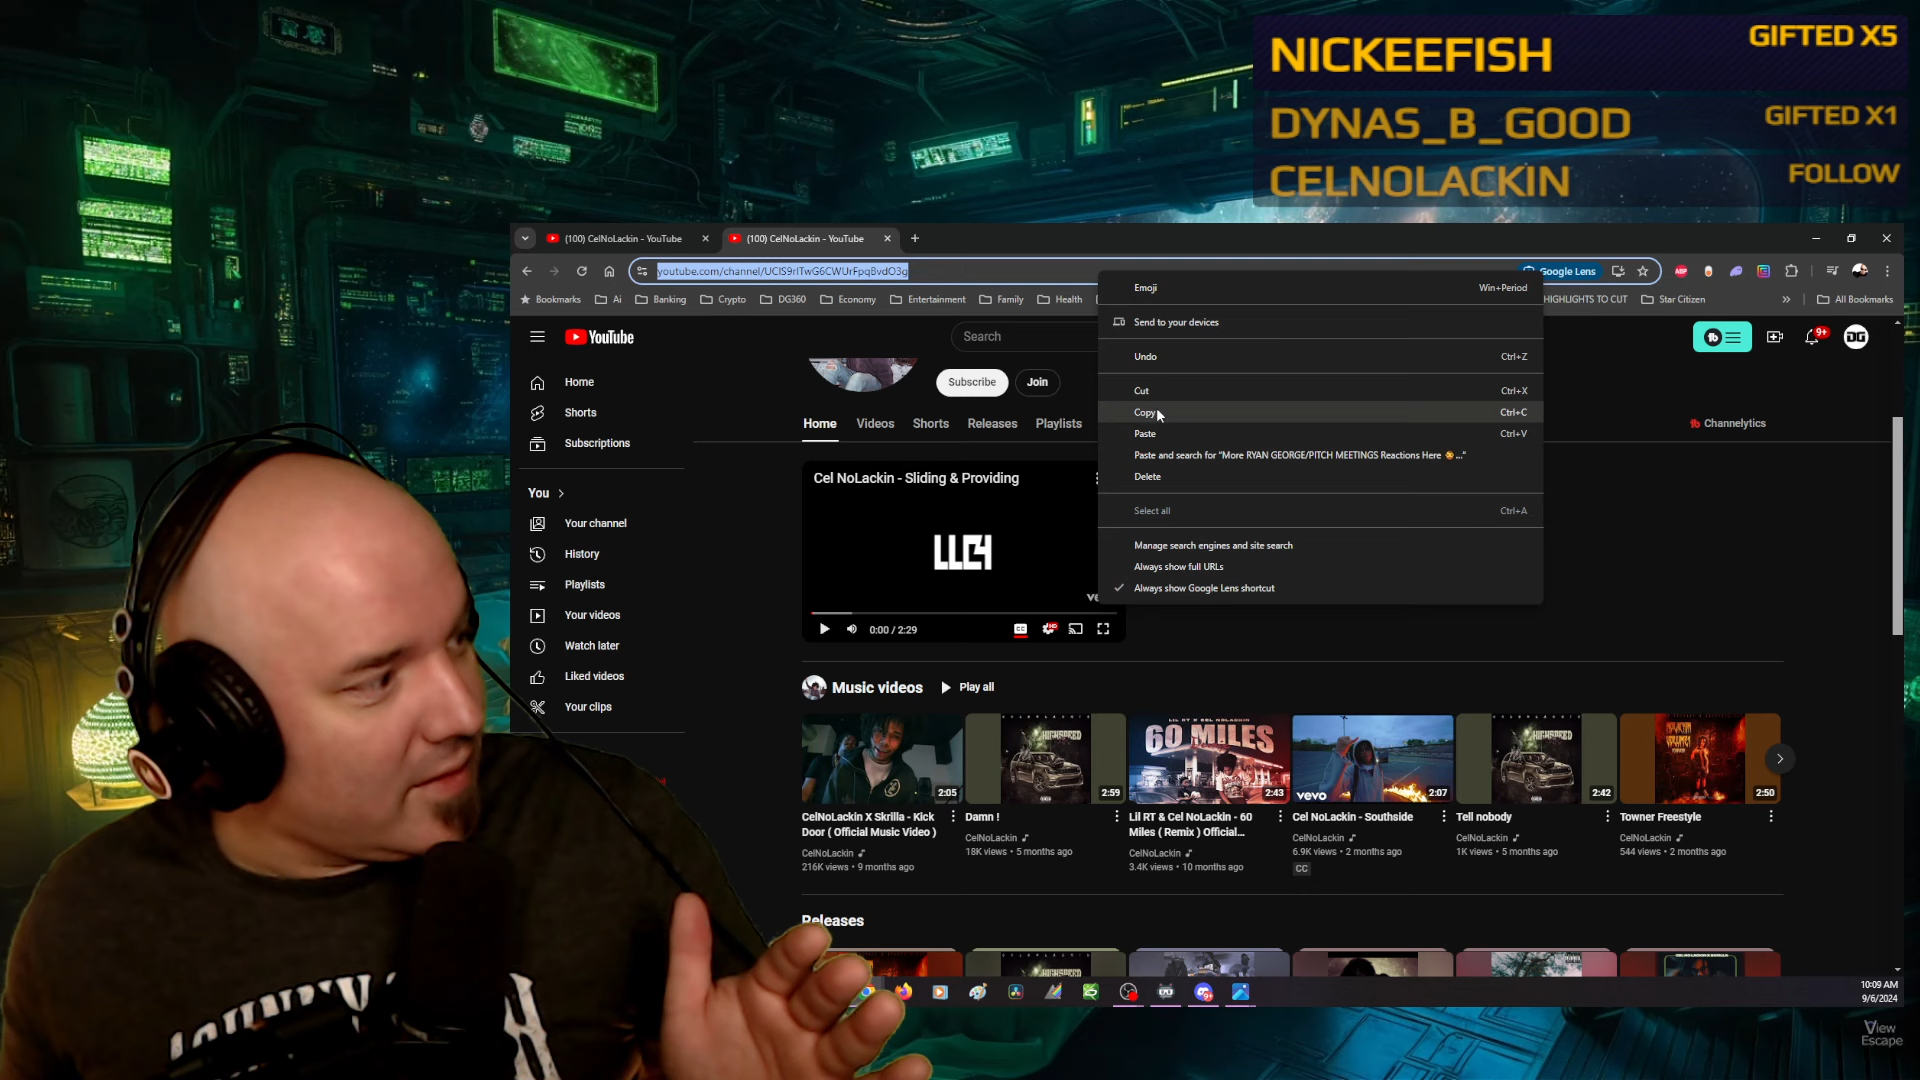 NICKEEFISH
GIFTED X5
DYNAS_B_GOOD
GIFTED X1
CELNOLACKIN
FOLLOW
(100) CelNoLackin - YouTube
(100) CelNoLackin - YouTube
Google Lens
Bookmarks
Ai
Banking
Crypto
DG360
Economy
Entertainment
Family
Health
HIGHLIGHTS TO CUT
Star Citizen
All Bookmarks
YouTube
Search
9+
DG
Home
Shorts
Subscriptions
You
Your channel
History
Playlists
Your videos
Watch later
Liked videos
Your clips
Subscribe
Join
Home
Videos
Shorts
Releases
Playlists
Channelytics
Emoji
Win+Period
Send to your devices
Undo
Ctrl+Z
Cut
Ctrl+X
Copy
Ctrl+C
Paste
Ctrl+V
Paste and search for “More RYAN GEORGE/PITCH MEETINGS Reactions Here ..."
Delete
Select all
Ctrl+A
Manage search engines and site search
Always show full URLs
Always show Google Lens shortcut
Cel NoLackin - Sliding & Providing
0:00 / 2:29
CC
HD
Music videos
Play all
HIGHSPEED
60 MILES
vevo
HIGHSPEED
2:05
2:59
2:43
2:07
2:42
2:50
CelNoLackin X Skrilla - Kick
Door ( Official Music Video )
CelNoLackin
216K views • 9 months ago
Damn !
CelNoLackin
18K views • 5 months ago
Lil RT & Cel NoLackin - 60
Miles ( Remix ) Official...
CelNoLackin
3.4K views • 10 months ago
Cel NoLackin - Southside
CelNoLackin
6.9K views • 2 months ago
CC
Tell nobody
CelNoLackin
1K views • 5 months ago
Towner Freestyle
CelNoLackin
544 views • 2 months ago
Releases
10:09 AM
9/6/2024
View
Escape